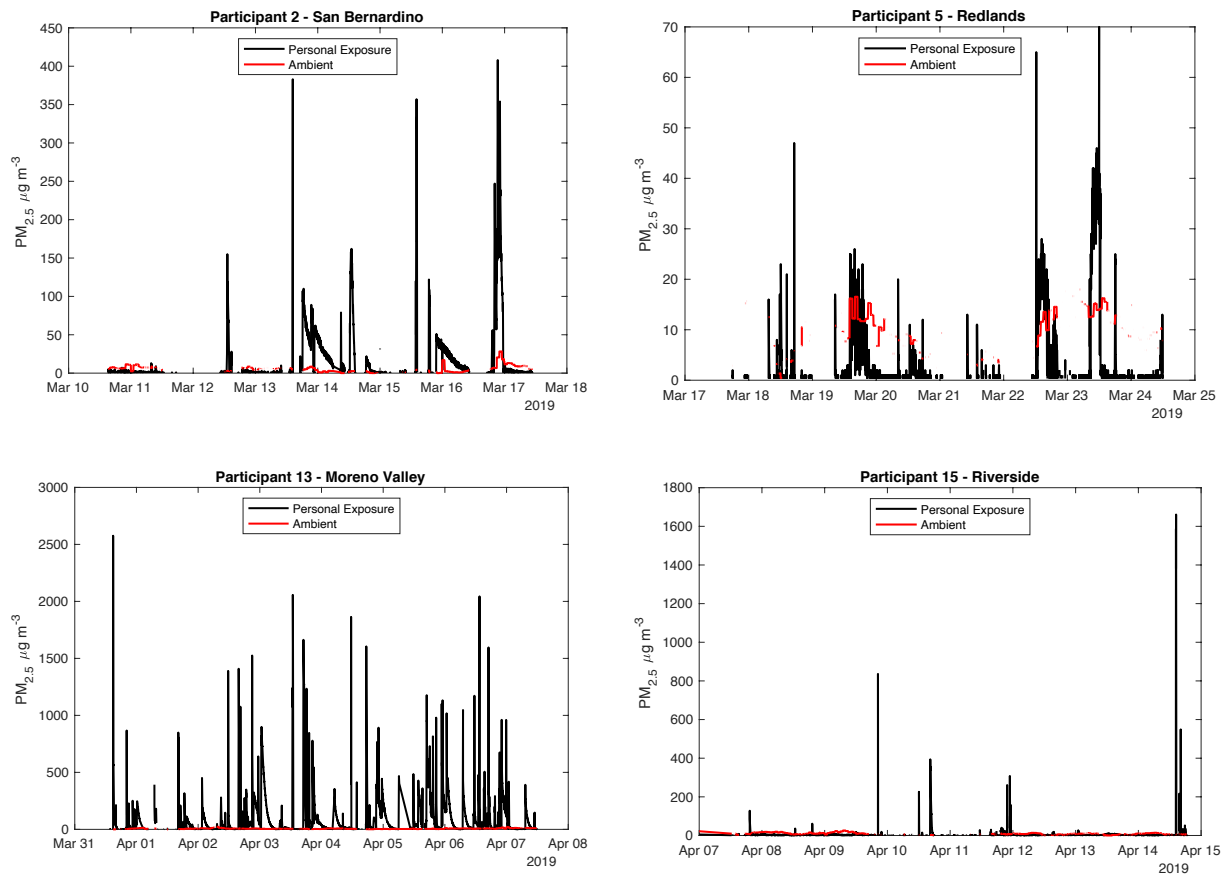 Participant 2 - San Bernardino
450
400
350
300
250
200
150
100
50
0
PM2.5 μg m-3
Personal Exposure
Ambient
Mar 10 Mar 11 Mar 12 Mar 13 Mar 14 Mar 15 Mar 16 Mar 17 Mar 18
2019
Participant 5 - Redlands
70
60
50
40
30
20
10
0
PM2.5 μg m-3
Personal Exposure
Ambient
Mar 17 Mar 18 Mar 19 Mar 20 Mar 21 Mar 22 Mar 23 Mar 24 Mar 25
2019
Participant 13 - Moreno Valley
3000
2500
2000
1500
1000
500
0
PM2.5 μg m-3
Personal Exposure
Ambient
Mar 31 Apr 01 Apr 02 Apr 03 Apr 04 Apr 05 Apr 06 Apr 07 Apr 08
2019
Participant 15 - Riverside
1800
1600
1400
1200
1000
800
600
400
200
0
PM2.5 μg m-3
Personal Exposure
Ambient
Apr 07 Apr 08 Apr 09 Apr 10 Apr 11 Apr 12 Apr 13 Apr 14 Apr 15
2019